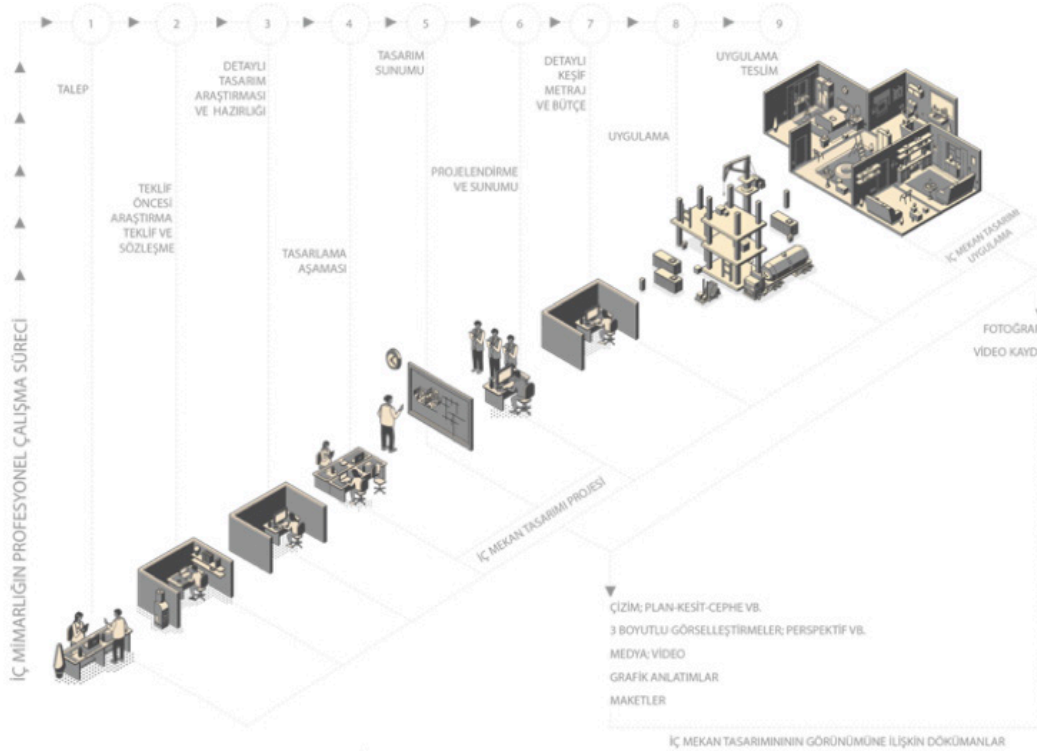 1 2 3 4 5 6 7 8 9
TALEP
TEKLİF
ÖNCESİ
ARAŞTIRMA
TEKLİF VE
SÖZLEŞME
DETAYLI
TASARIM
ARAŞTIRMASI
VE HAZIRLIĞI
TASARLAMA
AŞAMASI
TASARIM
SUNUMU
PROJELENDİRME
VE SUNUMU
DETAYLI
KEŞİF
METRAJ
VE BÜTÇE
UYGULAMA
UYGULAMA
TESLİM
İÇ MİMARLIĞIN PROFESYONEL ÇALIŞMA SÜRECİ
İÇ MEKAN TASARIMI PROJESİ
İÇ MEKAN TASARIMI
UYGULAMA
FOTOĞRA
VİDEO KAYD
ÇİZİM; PLAN-KESİT-CEPHE VB.
3 BOYUTLU GÖRSELLEŞTİRMELER; PERSPEKTİF VB.
MEDYA; VİDEO
GRAFİK ANLATIMLAR
MAKETLER
İÇ MEKAN TASARIMININ GÖRÜNÜMÜNE İLİŞKİN DÖKÜMANLAR